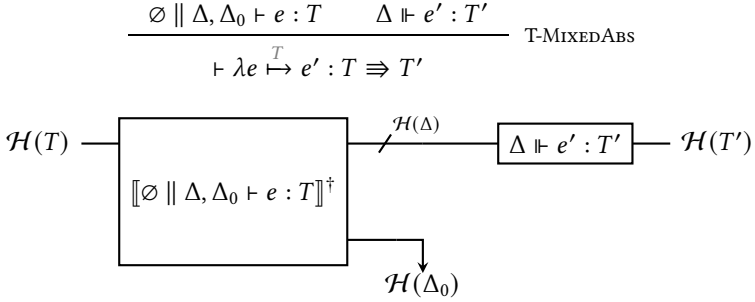 ∅ ∥ Δ, Δ₀ ⊢ e : T Δ ⊩ e′ : T′
T-MixedAbs
⊢ λe ↦ᵀ e′ : T ⇛ T′
H(T)
⟦∅ ∥ Δ, Δ₀ ⊢ e : T⟧†
H(Δ)
Δ ⊩ e′ : T′
H(T′)
H(Δ₀)